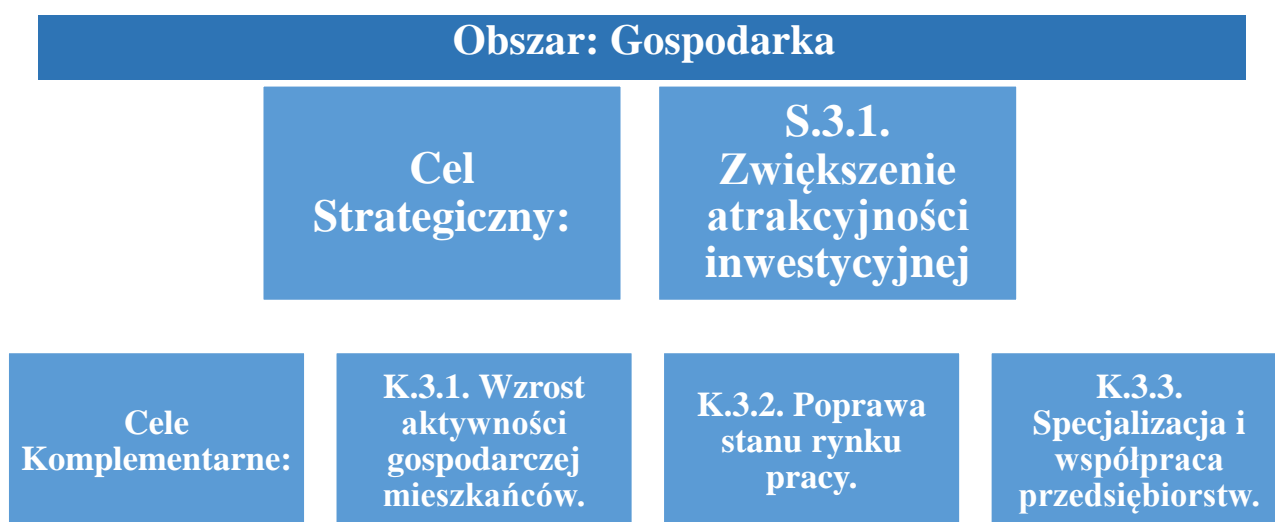 Obszar: Gospodarka
Cel
Strategiczny:
S.3.1.
Zwiększenie
atrakcyjności
inwestycyjnej
Cele
Komplementarne:
K.3.1. Wzrost
aktywności
gospodarczej
mieszkańców.
K.3.2. Poprawa
stanu rynku
pracy.
K.3.3.
Specjalizacja i
współpraca
przedsiębiorstw.